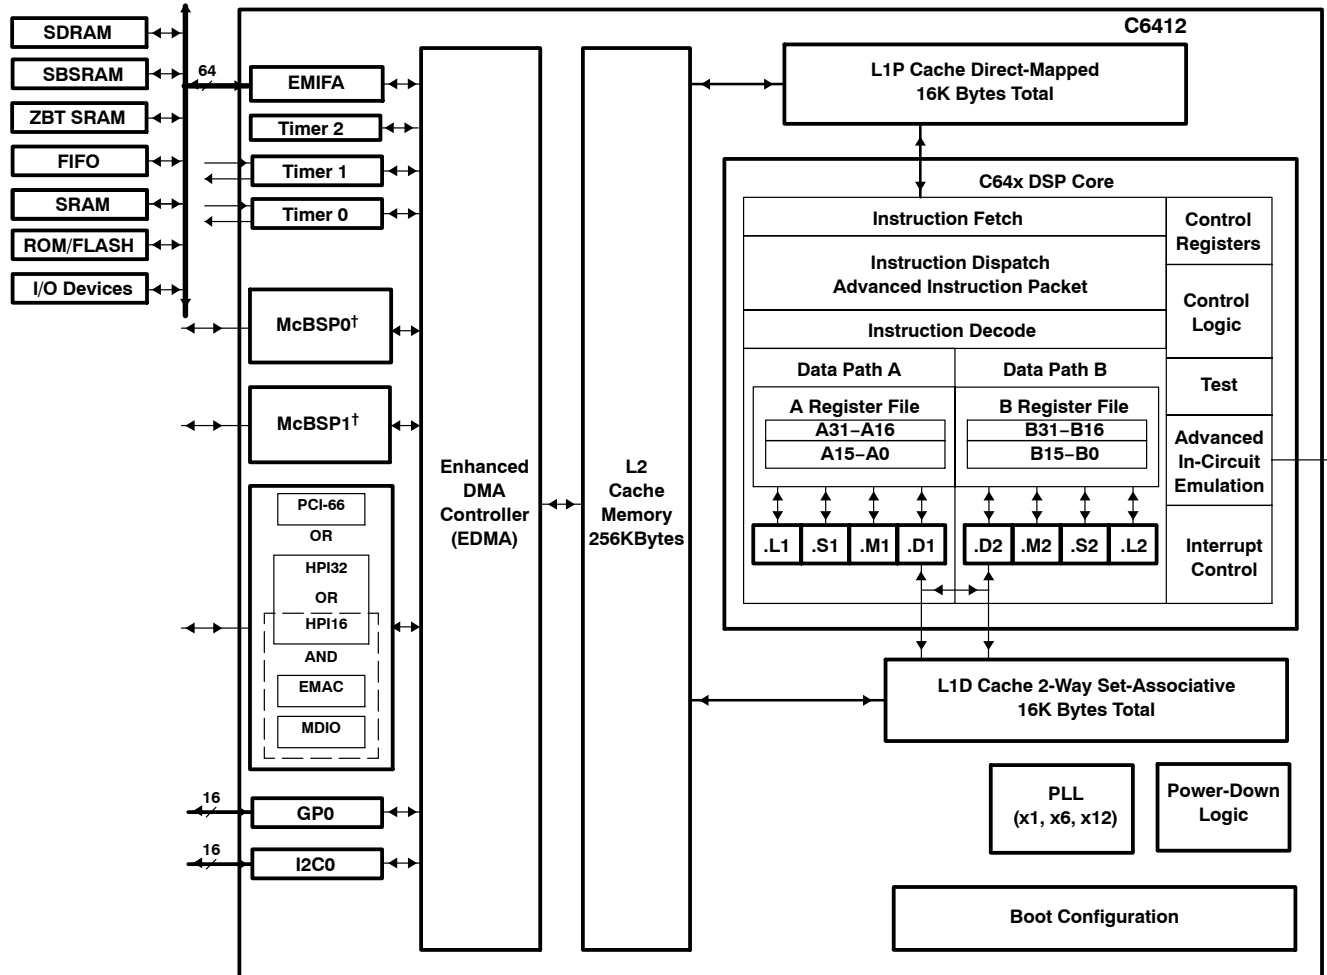 C6412
SDRAM
SBSRAM
ZBT SRAM
FIFO
SRAM
ROM/FLASH
I/O Devices
64
EMIFA
Timer 2
Timer 1
Timer 0
McBSP0†
McBSP1†
PCI-66
OR
HPI32
OR
HPI16
AND
EMAC
MDIO
16
GP0
16
I2C0
Enhanced
DMA
Controller
(EDMA)
L2
Cache
Memory
256KBytes
L1P Cache Direct-Mapped
16K Bytes Total
C64x DSP Core
Instruction Fetch
Instruction Dispatch
Advanced Instruction Packet
Instruction Decode
Data Path A
Data Path B
A Register File
A31−A16
A15−A0
B Register File
B31−B16
B15−B0
.L1
.S1
.M1
.D1
.D2
.M2
.S2
.L2
Control
Registers
Control
Logic
Test
Advanced
In-Circuit
Emulation
Interrupt
Control
L1D Cache 2-Way Set-Associative
16K Bytes Total
PLL
(x1, x6, x12)
Power-Down
Logic
Boot Configuration